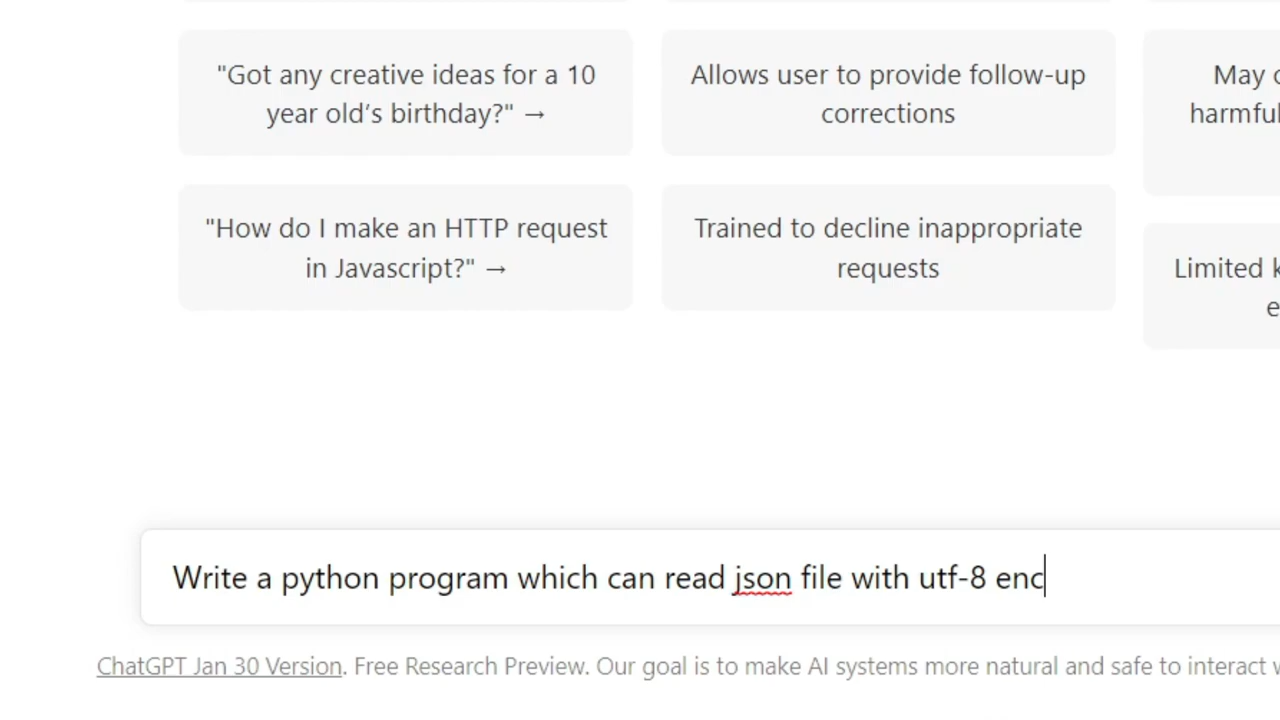 "Got any creative ideas for a 10
year old's birthday?" →
Allows user to provide follow-up
corrections
May
harmful
"How do I make an HTTP request
in Javascript?" →
Trained to decline inappropriate
requests
Limited
Write a python program which can read json file with utf-8 enc
ChatGPT Jan 30 Version. Free Research Preview. Our goal is to make AI systems more natural and safe to interact